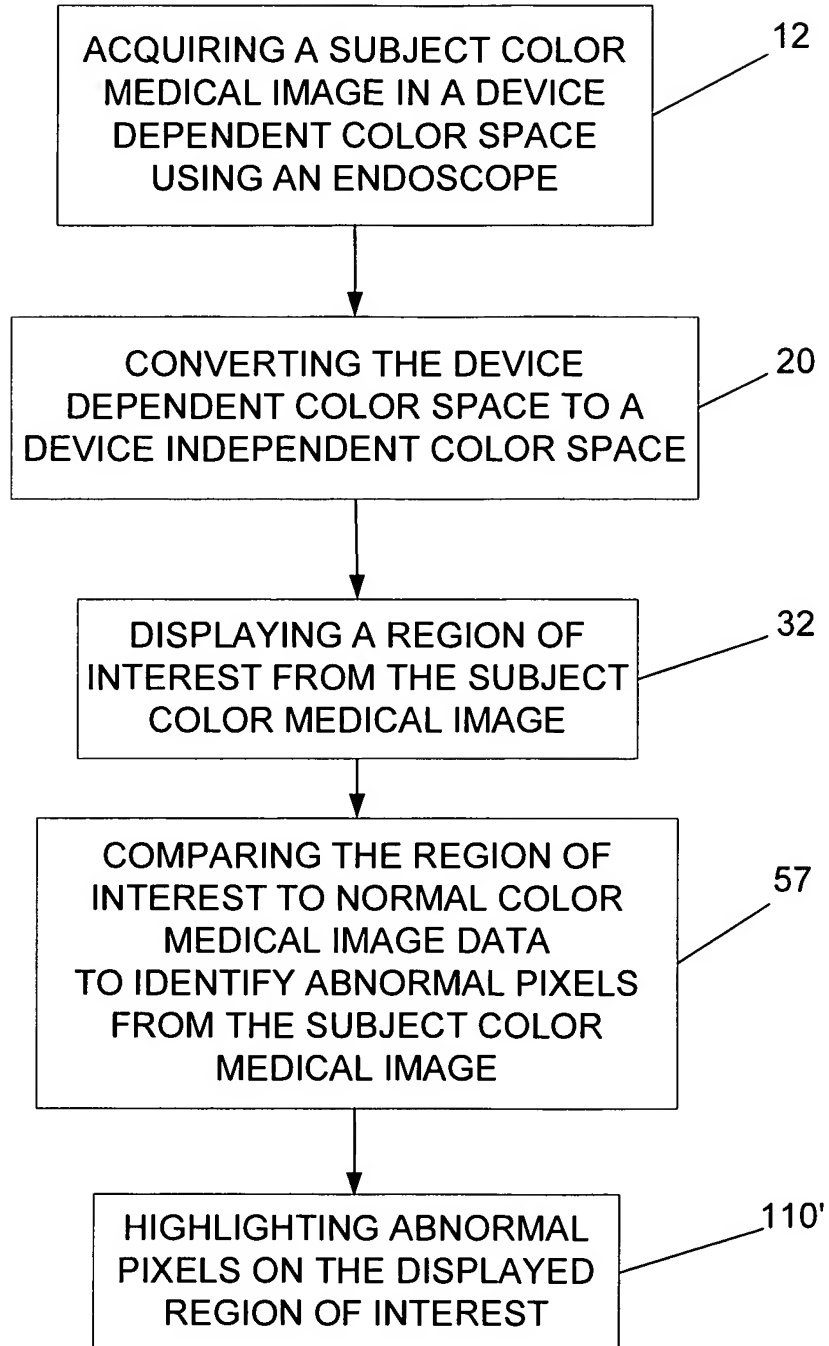 ACQUIRING A SUBJECT COLOR
MEDICAL IMAGE IN A DEVICE
DEPENDENT COLOR SPACE
USING AN ENDOSCOPE
12
CONVERTING THE DEVICE
DEPENDENT COLOR SPACE TO A
DEVICE INDEPENDENT COLOR SPACE
20
DISPLAYING A REGION OF
INTEREST FROM THE SUBJECT
COLOR MEDICAL IMAGE
32
COMPARING THE REGION OF
INTEREST TO NORMAL COLOR
MEDICAL IMAGE DATA
TO IDENTIFY ABNORMAL PIXELS
FROM THE SUBJECT COLOR
MEDICAL IMAGE
57
HIGHLIGHTING ABNORMAL
PIXELS ON THE DISPLAYED
REGION OF INTEREST
110'